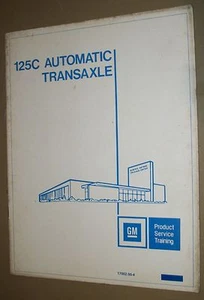 125C AUTOMATIC
TRANSAXLE
GM
Product
Service
Training